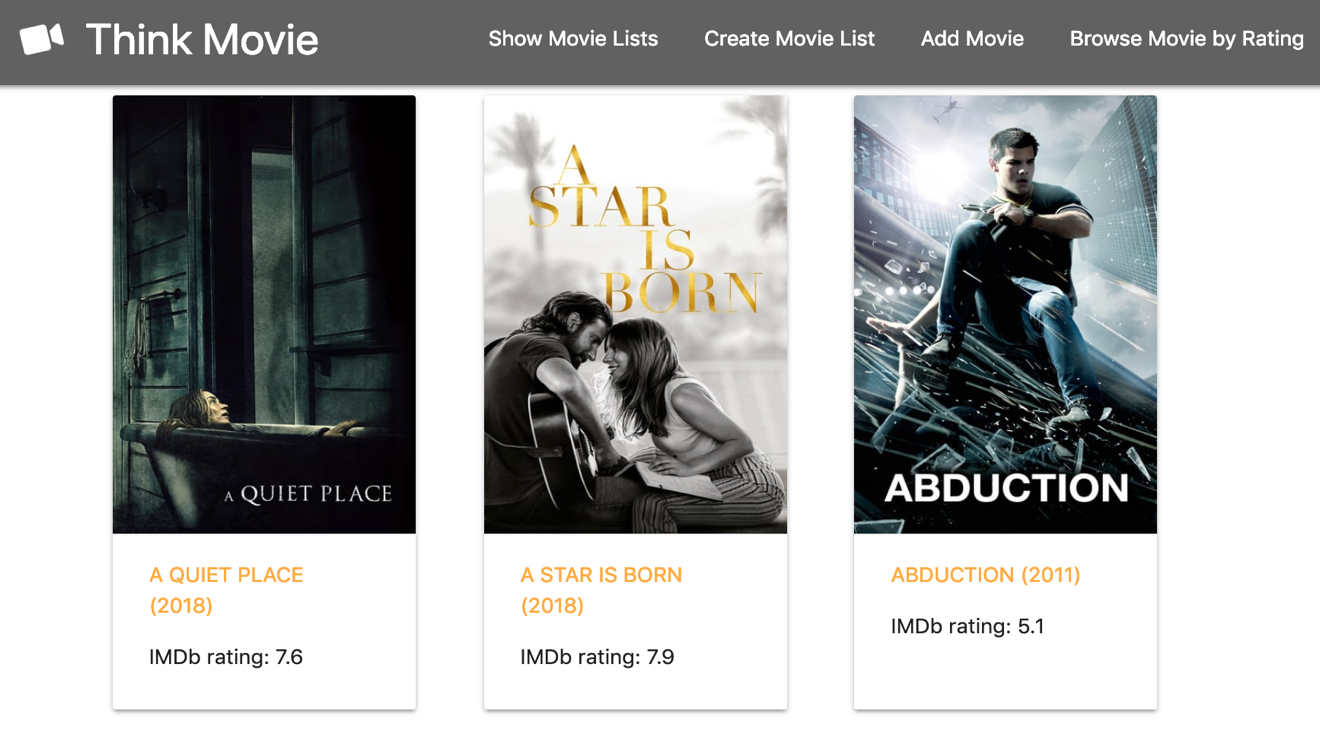 Think Movie
Show Movie Lists
Create Movie List
Add Movie
Browse Movie by Rating
A QUIET PLACE
A
STAR
IS
BORN
ABDUCTION
A QUIET PLACE
(2018)
IMDb rating: 7.6
A STAR IS BORN
(2018)
IMDb rating: 7.9
ABDUCTION (2011)
IMDb rating: 5.1